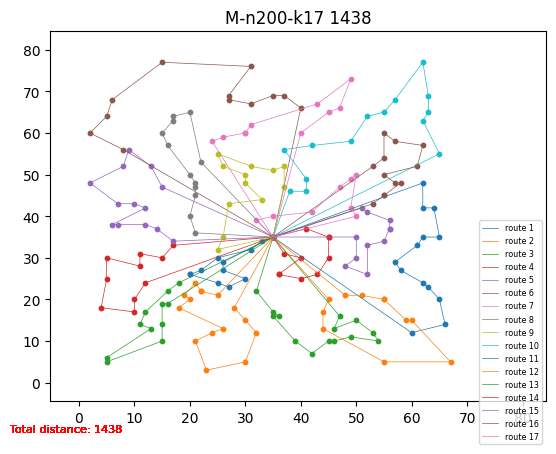 M-n200-k17 1438
80
70
60
50
40
30
20
10
0
0
10
20
30
40
50
60
70
80
route 1
route 2
route 3
route 4
route 5
route 6
route 7
route 8
route 9
route 10
route 11
route 12
route 13
route 14
route 15
route 16
route 17
Total distance: 1438